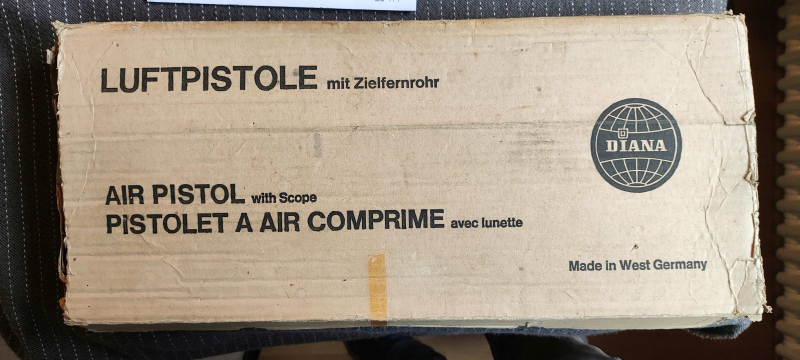 LUFTPISTOLE mit Zielfernrohr
DIANA
AIR PISTOL with Scope
PISTOLET A AIR COMPRIME avec lunette
Made in West Germany